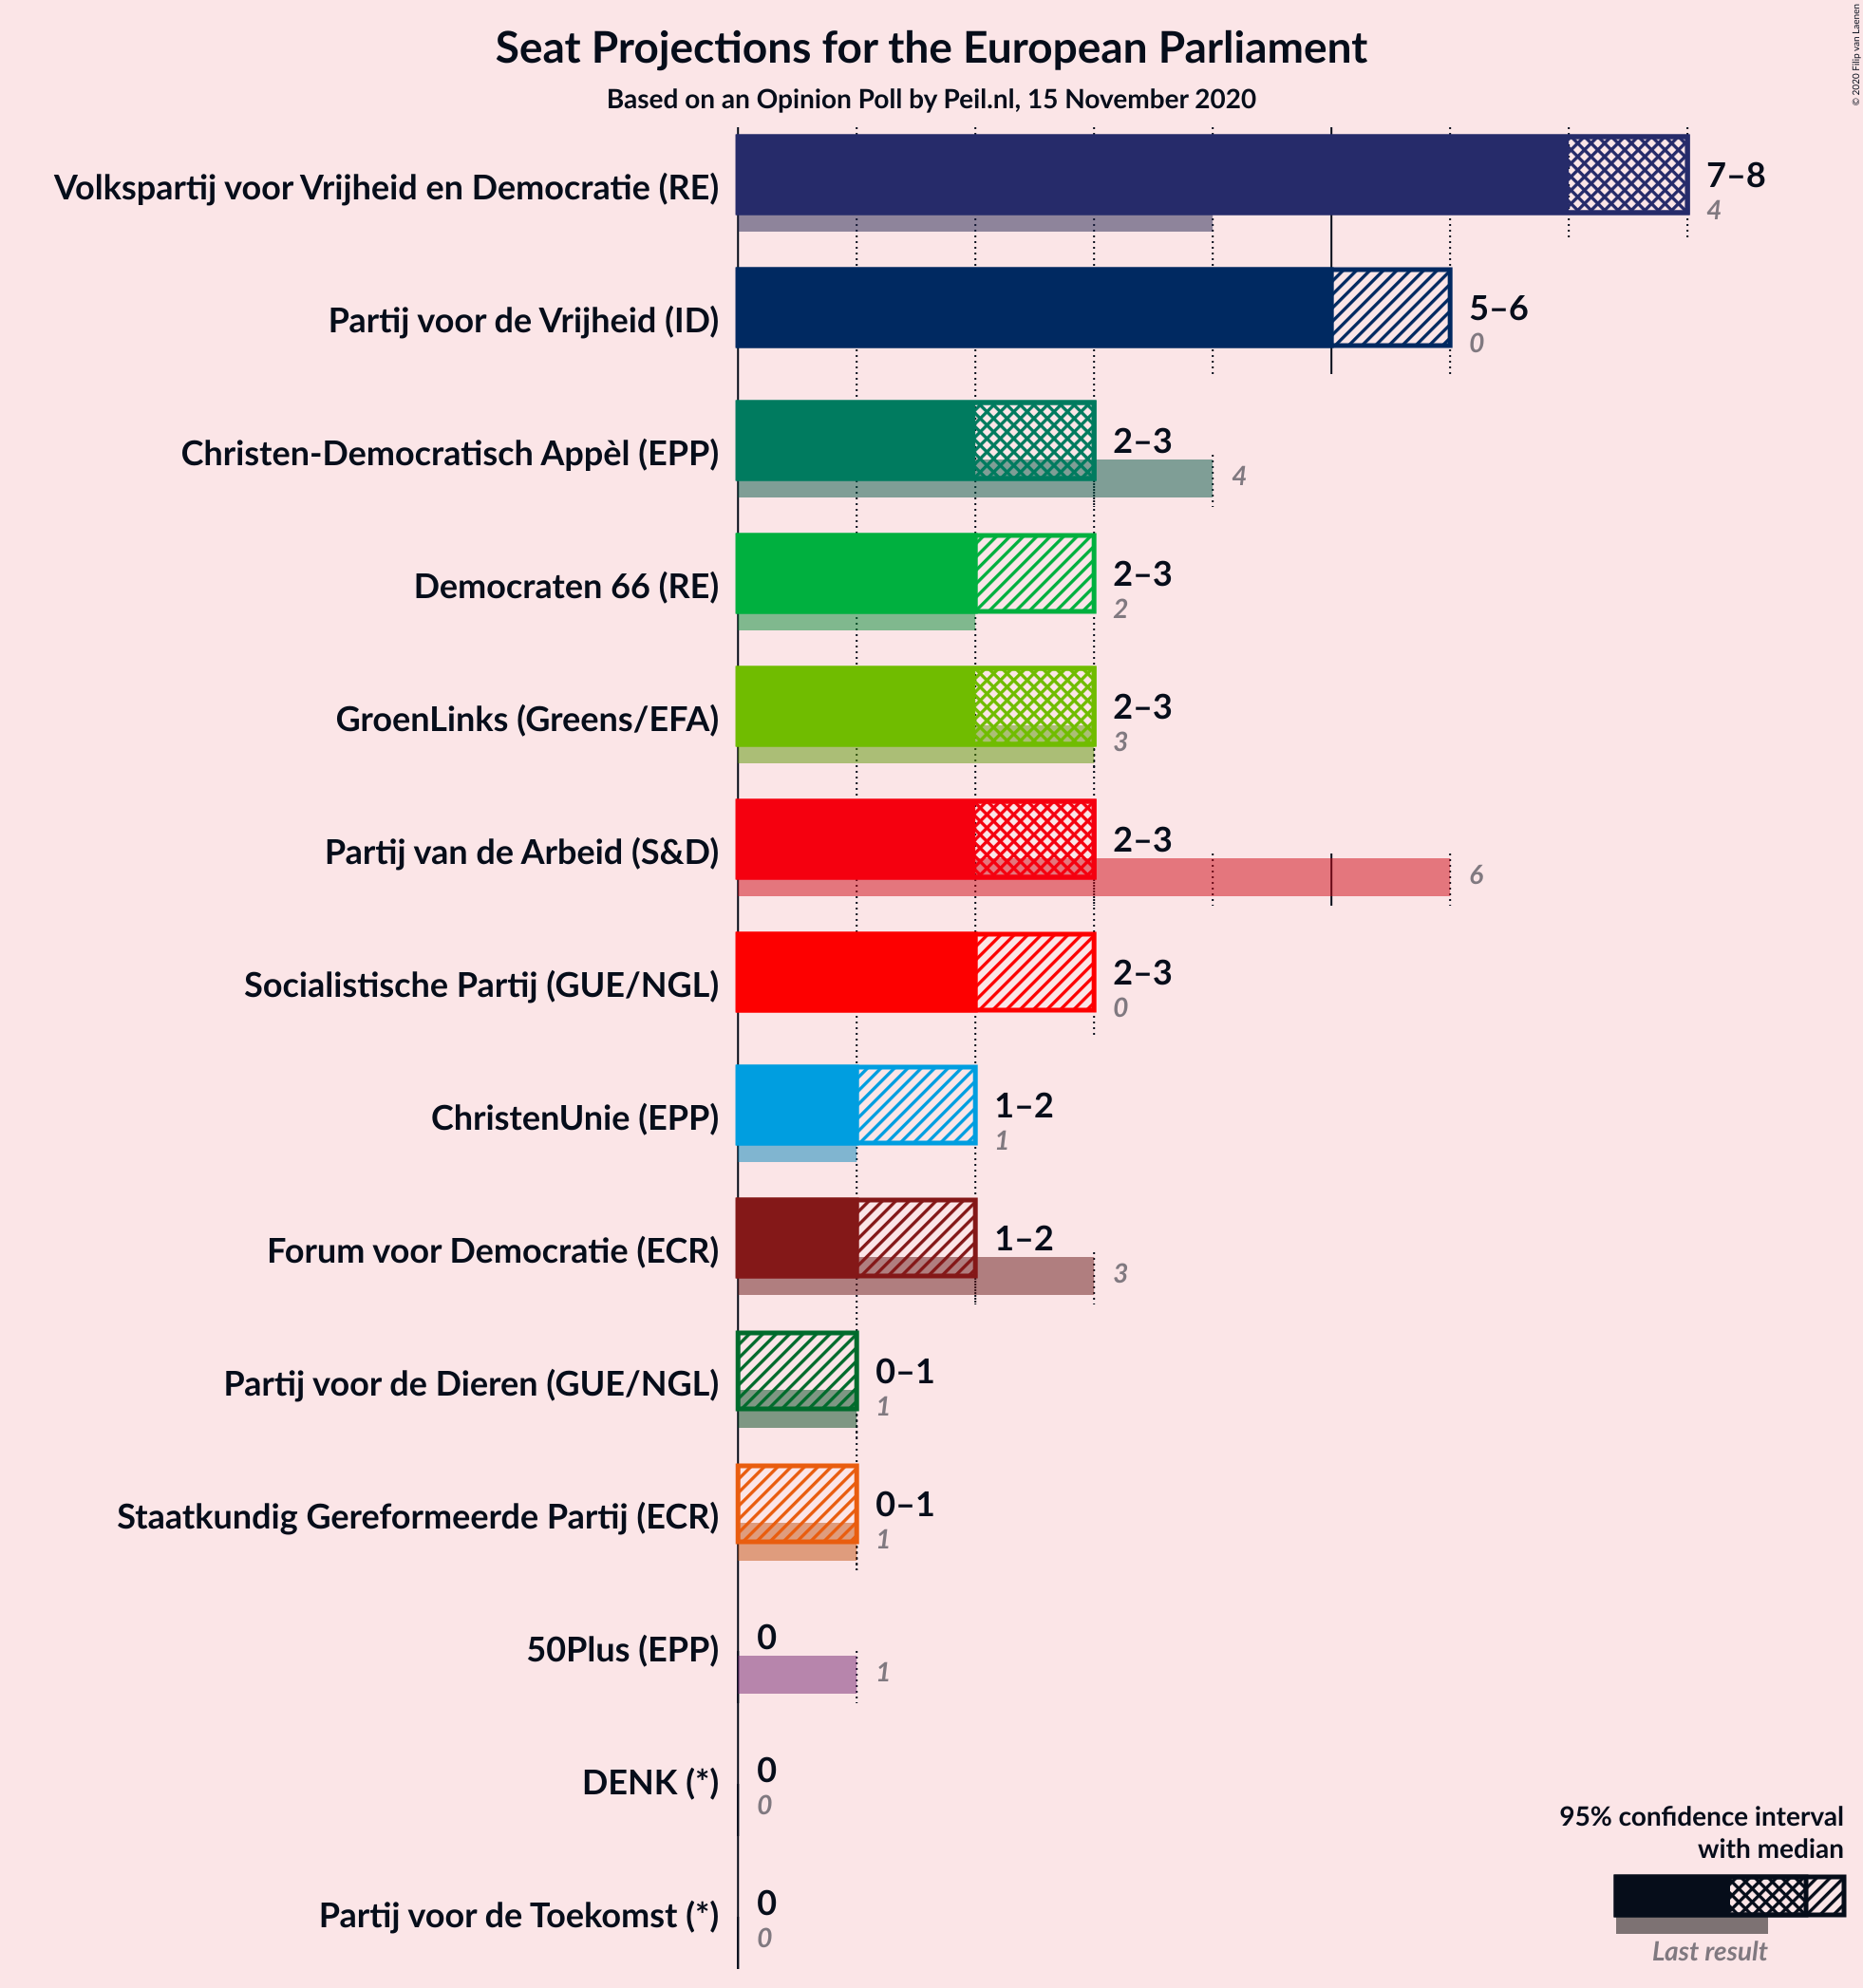 Seat Projections for the European Parliament
Based on an Opinion Poll by Peil.nl, 15 November 2020
© 2020 Filip van Laenen
Volkspartij voor Vrijheid en Democratie (RE)
7–8
4
Partij voor de Vrijheid (ID)
5–6
0
Christen-Democratisch Appèl (EPP)
2–3
4
Democraten 66 (RE)
2–3
2
GroenLinks (Greens/EFA)
2–3
3
Partij van de Arbeid (S&D)
2–3
6
Socialistische Partij (GUE/NGL)
2–3
0
ChristenUnie (EPP)
1–2
1
Forum voor Democratie (ECR)
1–2
3
Partij voor de Dieren (GUE/NGL)
0–1
1
Staatkundig Gereformeerde Partij (ECR)
0–1
1
50Plus (EPP)
0
1
DENK (*)
0
0
Partij voor de Toekomst (*)
0
0
95% confidence interval
with median
Last result